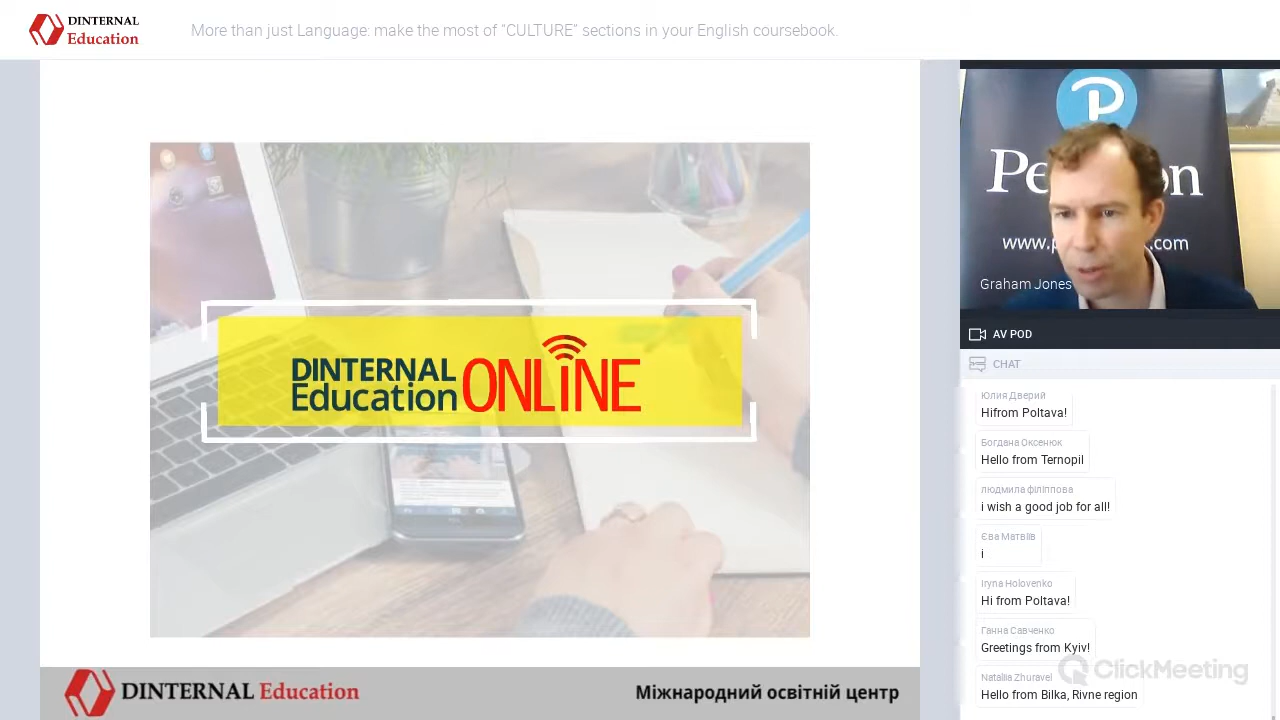 DINTERNAL
Education
More than just Language: make the most of “CULTURE” sections in your English coursebook.
DINTERNAL
Education ONLINE
DINTERNAL Education
Міжнародний освітній центр
Graham Jones
AV POD
CHAT
Юлия Дверий
Hifrom Poltava!
Богдана Оксенюк
Hello from Ternopil
людмила філіппова
i wish a good job for all!
Єва Матвіїв
i
Iryna Holovenko
Hi from Poltava!
Ганна Савченко
Greetings from Kyiv!
Nataliia Zhuravel
Hello from Bilka, Rivne region
ClickMeeting